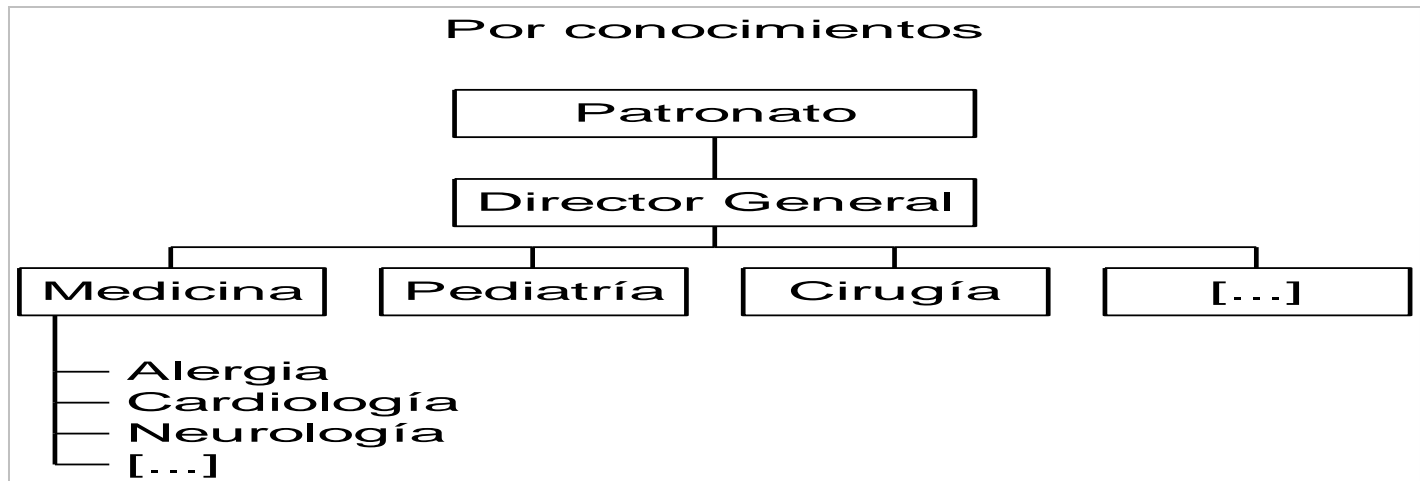 Por conocimientos
Patronato
Director General
Medicina
Pediatría
Cirugía
[...]
Alergia
Cardiología
Neurología
[...]